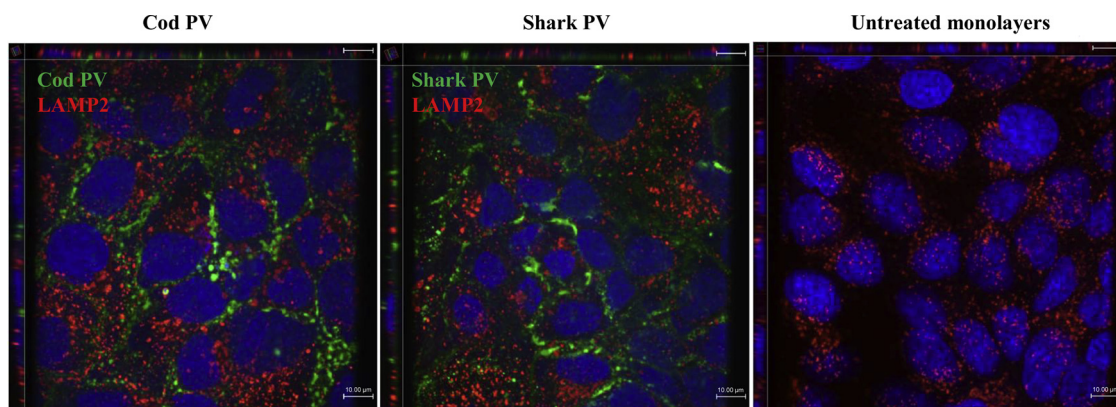 Cod PV Shark PV Untreated monolayers
Cod PV
LAMP2
Shark PV
LAMP2
10.00 μm
10.00 μm
10.00 μm